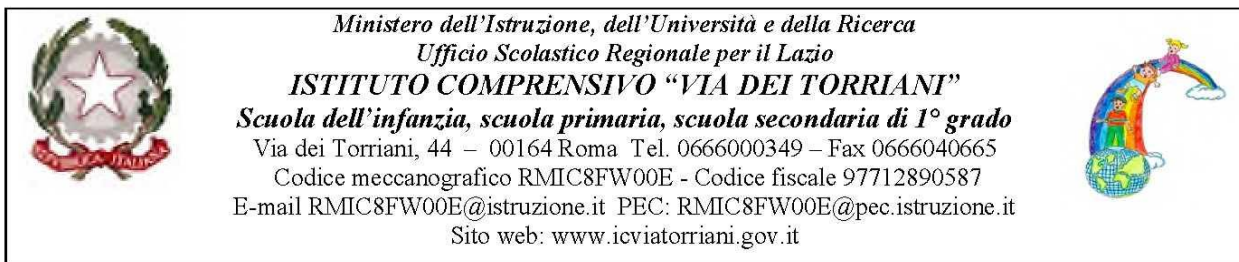 Ministero dell'Istruzione, dell'Università e della Ricerca
Ufficio Scolastico Regionale per il Lazio
ISTITUTO COMPRENSIVO "VIA DEI TORRIANI"
Scuola dell'infanzia, scuola primaria, scuola secondaria di 1° grado
Via dei Torriani, 44 – 00164 Roma Tel. 0666000349 – Fax 0666040665
Codice meccanografico RMIC8FW00E - Codice fiscale 97712890587
E-mail RMIC8FW00E@istruzione.it PEC: RMIC8FW00E@pec.istruzione.it
Sito web: www.icviatorriani.gov.it
REPVBBLICA ITALIANA